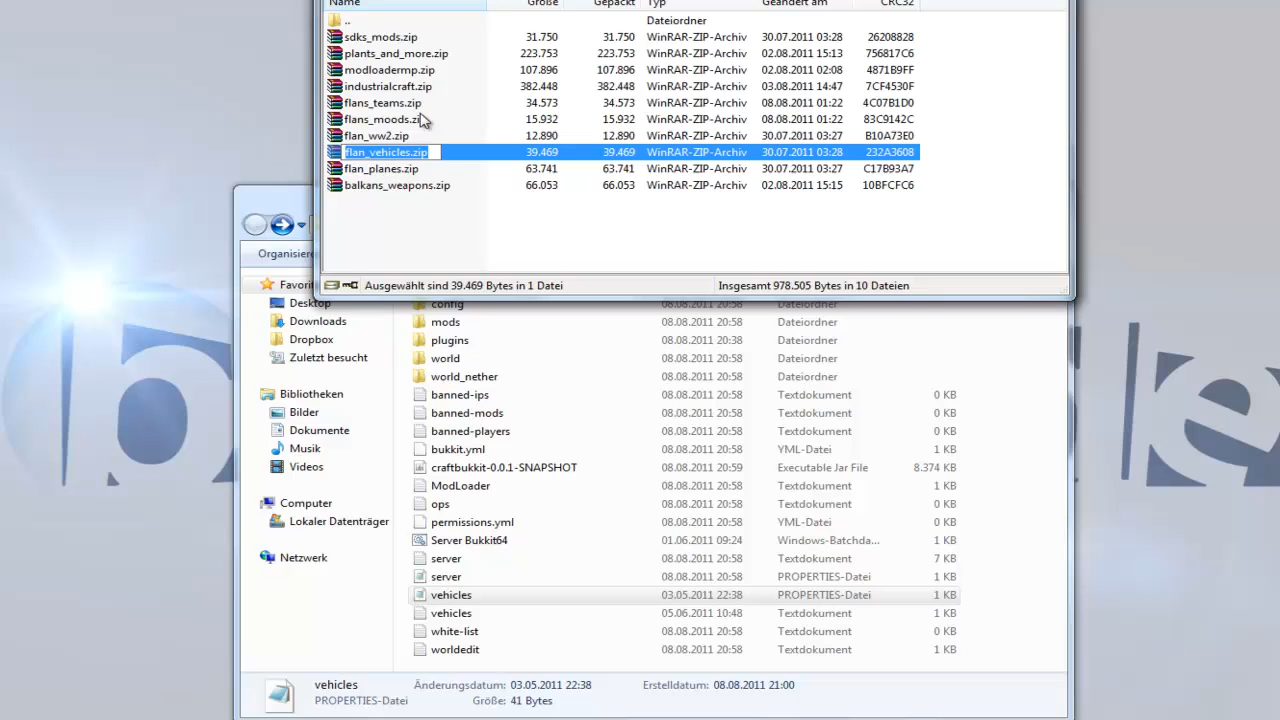 Name Größe Gepackt Typ Geändert am CRC32
.. Dateiordner
sdks_mods.zip 31.750 31.750 WinRAR-ZIP-Archiv 30.07.2011 03:28 26208828
plants_and_more.zip 223.753 223.753 WinRAR-ZIP-Archiv 02.08.2011 15:13 756817C6
modloadermp.zip 107.896 107.896 WinRAR-ZIP-Archiv 02.08.2011 02:08 4871B9FF
industrialcraft.zip 382.448 382.448 WinRAR-ZIP-Archiv 03.08.2011 14:47 7CF4530F
flans_teams.zip 34.573 34.573 WinRAR-ZIP-Archiv 08.08.2011 01:22 4C07B1D0
flans_moods.zi 15.932 15.932 WinRAR-ZIP-Archiv 08.08.2011 01:22 83C9142C
flan_ww2.zip 12.890 12.890 WinRAR-ZIP-Archiv 30.07.2011 03:27 B10A73E0
flan_vehicles.zip 39.469 39.469 WinRAR-ZIP-Archiv 30.07.2011 03:28 232A3608
flan_planes.zip 63.741 63.741 WinRAR-ZIP-Archiv 30.07.2011 03:27 C17B93A7
balkans_weapons.zip 66.053 66.053 WinRAR-ZIP-Archiv 02.08.2011 15:15 10BFCFC6
Ausgewählt sind 39.469 Bytes in 1 Datei Insgesamt 978.505 Bytes in 10 Dateien
Organisiere
Favorit
Desktop
Downloads
Dropbox
Zuletzt besucht
Bibliotheken
Bilder
Dokumente
Musik
Videos
Computer
Lokaler Datenträger
Netzwerk
config 08.08.2011 20:58 Dateiordner
mods 08.08.2011 20:58 Dateiordner
plugins 08.08.2011 20:38 Dateiordner
world 08.08.2011 20:58 Dateiordner
world_nether 08.08.2011 20:58 Dateiordner
banned-ips 08.08.2011 20:58 Textdokument 0 KB
banned-mods 08.08.2011 20:58 Textdokument 0 KB
banned-players 08.08.2011 20:58 Textdokument 0 KB
bukkit.yml 08.08.2011 20:58 YML-Datei 1 KB
craftbukkit-0.0.1-SNAPSHOT 08.08.2011 20:59 Executable Jar File 8.374 KB
ModLoader 08.08.2011 20:58 Textdokument 1 KB
ops 08.08.2011 20:58 Textdokument 0 KB
permissions.yml 08.08.2011 20:58 YML-Datei 0 KB
Server Bukkit64 01.06.2011 09:24 Windows-Batchda... 1 KB
server 08.08.2011 20:58 Textdokument 7 KB
server 08.08.2011 20:58 PROPERTIES-Datei 1 KB
vehicles 03.05.2011 22:38 PROPERTIES-Datei 1 KB
vehicles 05.06.2011 10:48 Textdokument 1 KB
white-list 08.08.2011 20:58 Textdokument 0 KB
worldedit 08.08.2011 20:58 Textdokument 1 KB
vehicles Änderungsdatum: 03.05.2011 22:38 Erstelldatum: 08.08.2011 21:00
PROPERTIES-Datei Größe: 41 Bytes